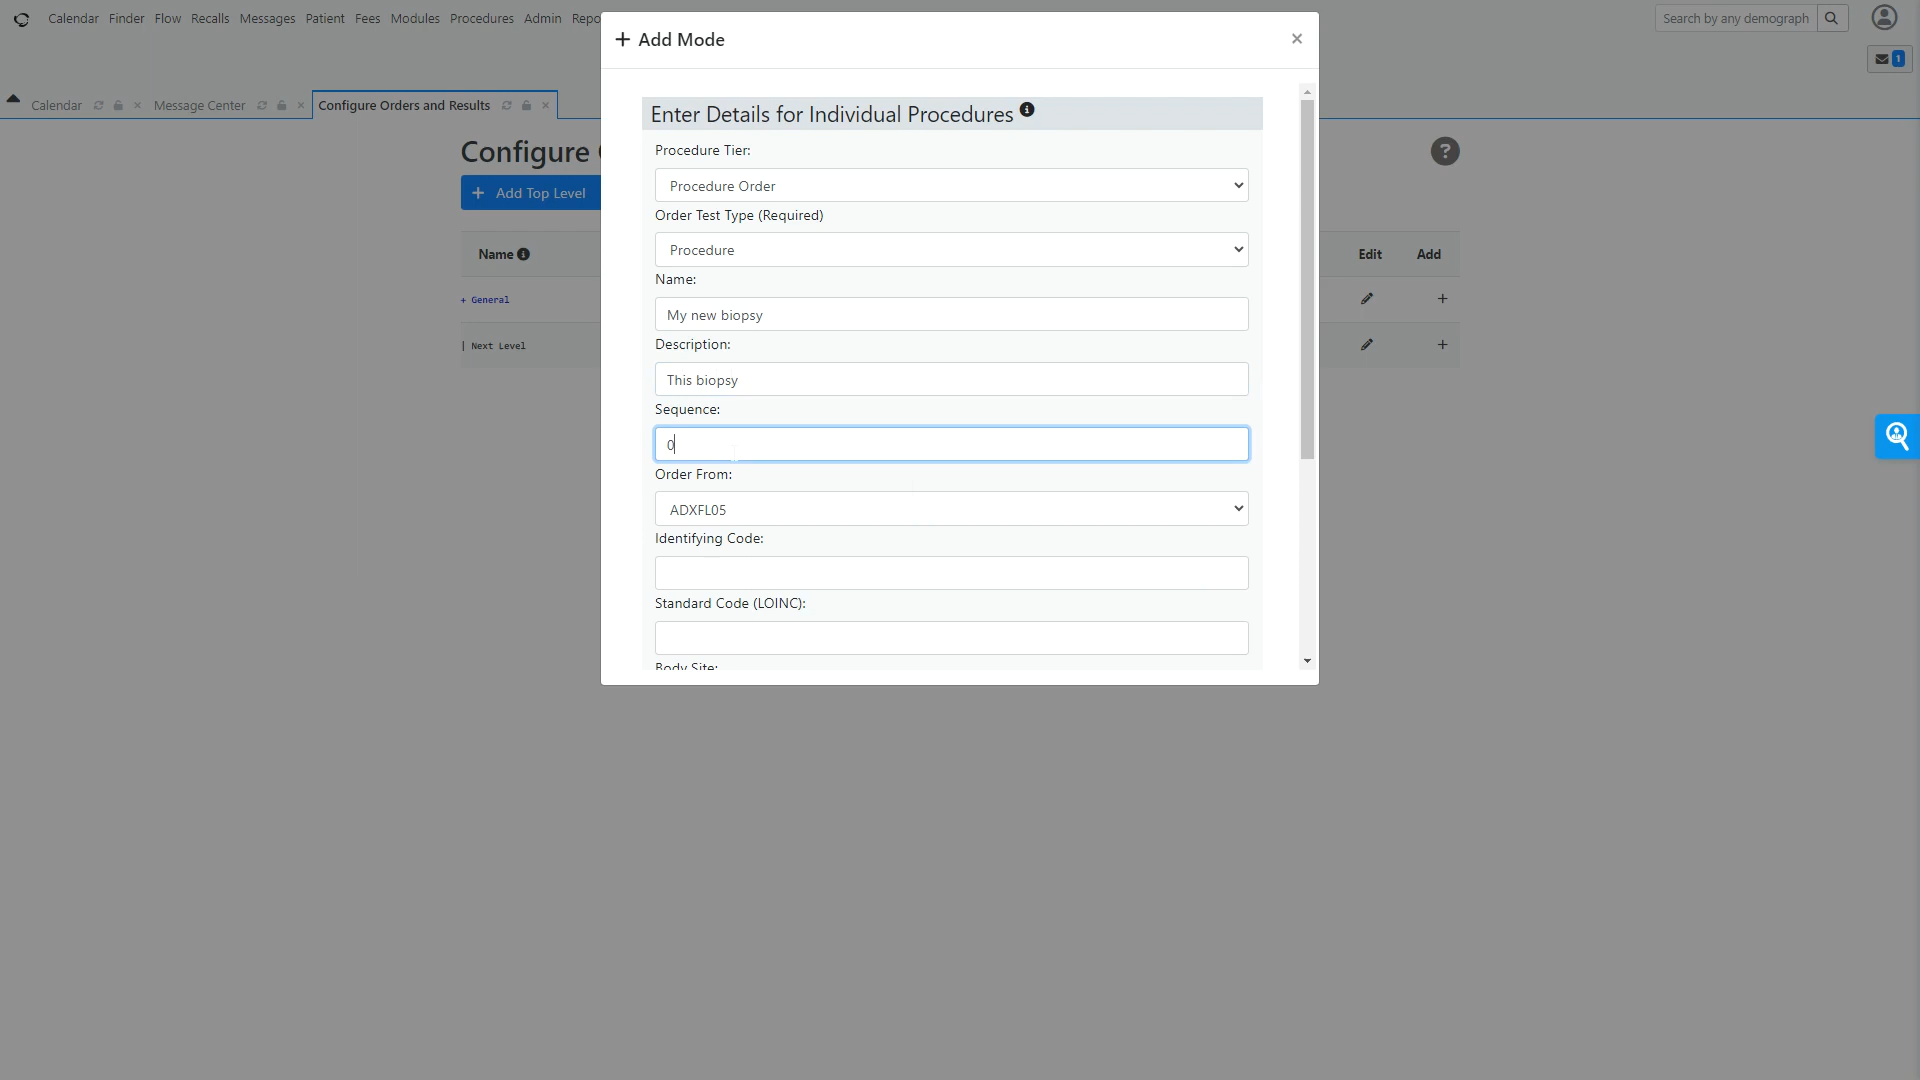 Calendar Finder Flow Recalls Messages Patient Fees Modules Procedures Admin
Search by any demograph
1
Calendar Message Center Configure Orders and Results
+ Add Mode
×
Enter Details for Individual Procedures
Procedure Tier:
Procedure Order
Order Test Type (Required)
Procedure
Name:
My new biopsy
Description:
This biopsy
Sequence:
0
Order From:
ADXFL05
Identifying Code:
Standard Code (LOINC):
Body Site:
Configure
+ Add Top Level
?
Name Edit Add
+ General +
| Next Level +